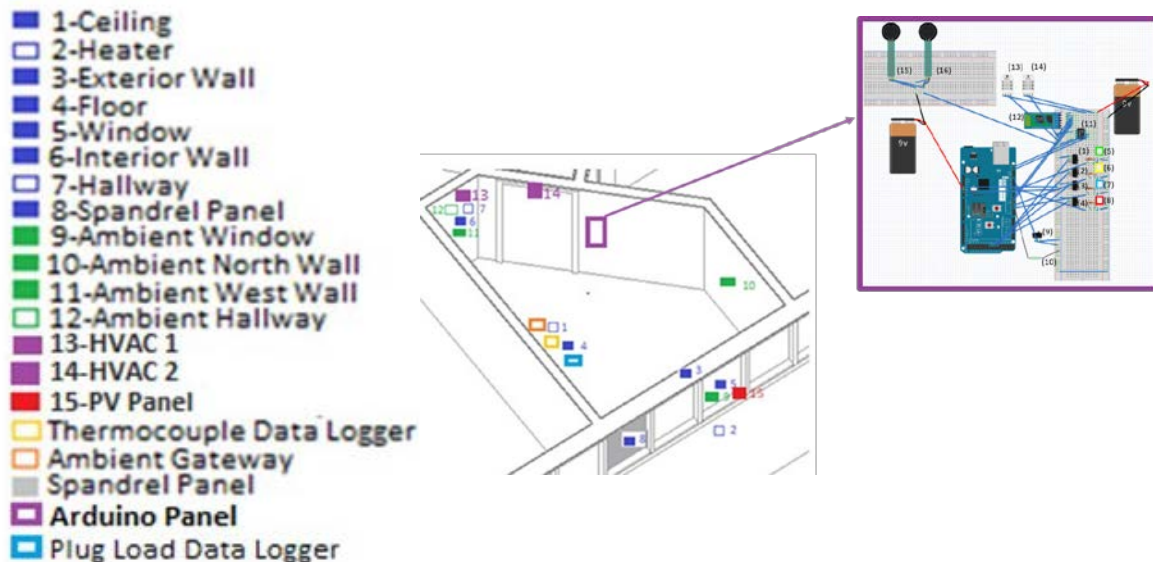 1-Ceiling
2-Heater
3-Exterior Wall
4-Floor
5-Window
6-Interior Wall
7-Hallway
8-Spandrel Panel
9-Ambient Window
10-Ambient North Wall
11-Ambient West Wall
12-Ambient Hallway
13-HVAC 1
14-HVAC 2
15-PV Panel
Thermocouple Data Logger
Ambient Gateway
Spandrel Panel
Arduino Panel
Plug Load Data Logger
13
14
12
7
6
11
10
1
4
3
5
9
15
2
8
(15)
(16)
(13)
(14)
9v
(12)
(11)
9v
(1)
(5)
(2)
(6)
(3)
(7)
(4)
(8)
(9)
(10)